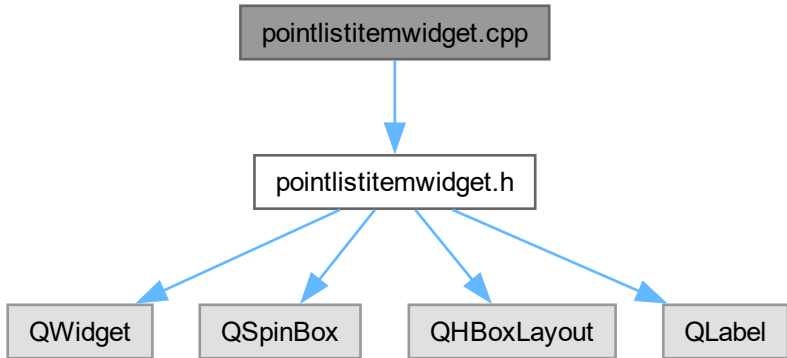 pointlistitemwidget.cpp
pointlistitemwidget.h
QWidget
QSpinBox
QHBoxLayout
QLabel